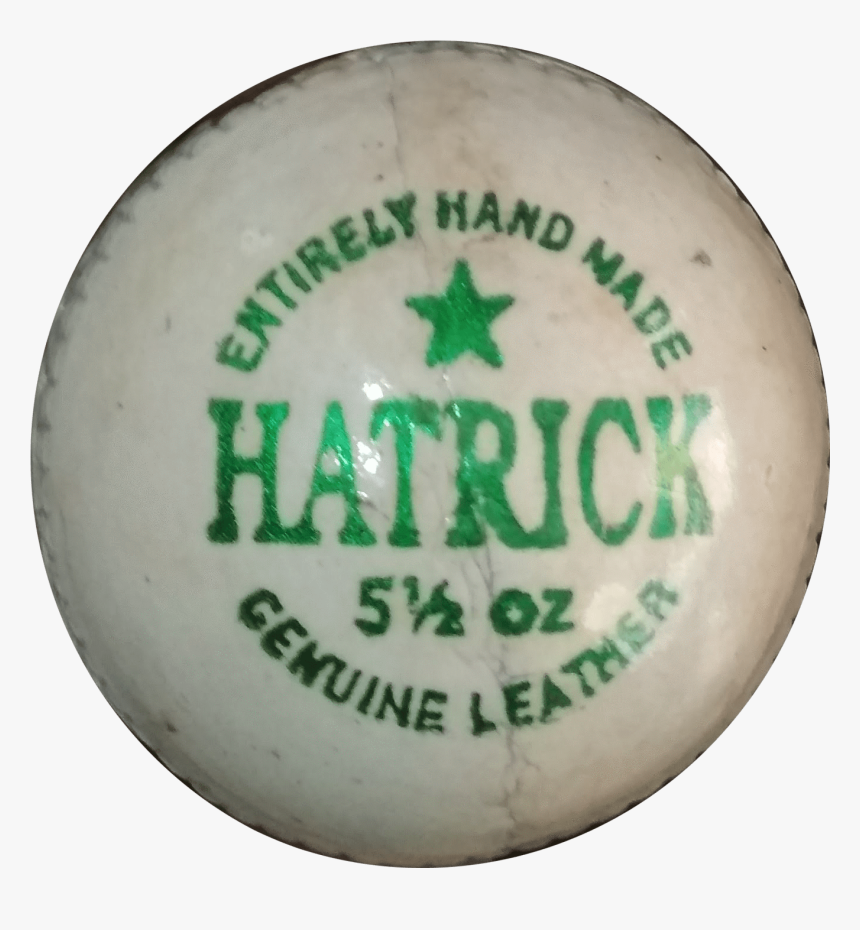 ENTIRELY HAND MADE
HATRICK
5½ OZ
GENUINE LEATHER